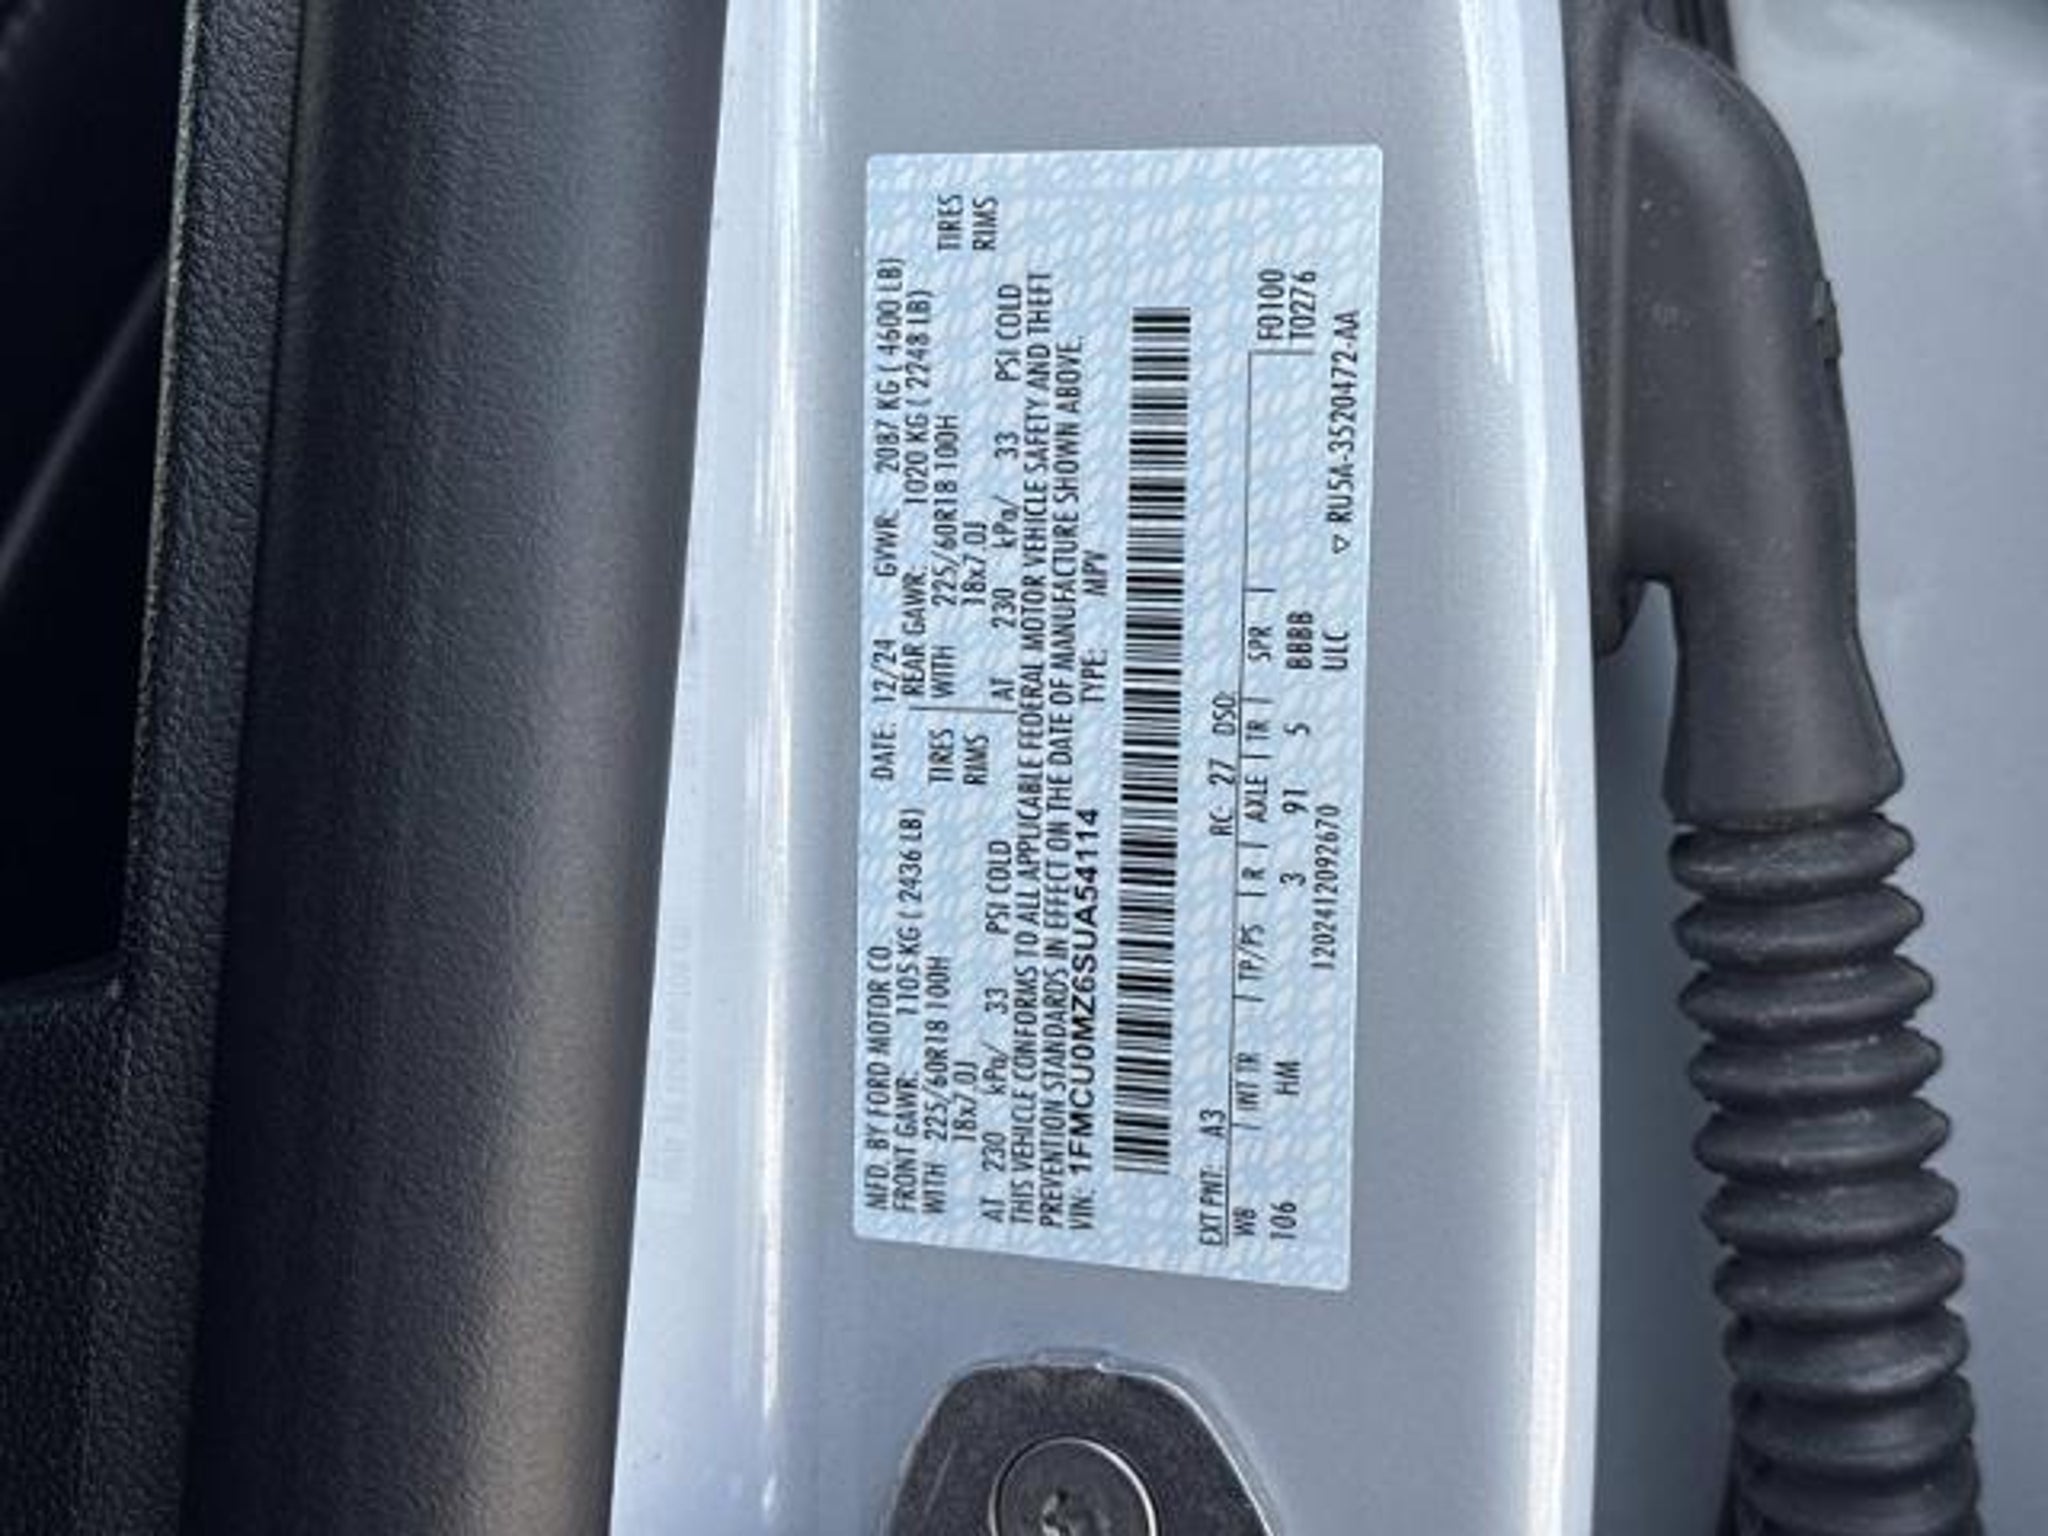 MFD. BY FORD MOTOR CO
DATE: 12/24 GVWR: 2087 KG ( 4600 LB)
FRONT GAWR: 1105 KG ( 2436 LB)
REAR GAWR: 1020 KG ( 2248 LB)
WITH 225/60R18 100H TIRES
WITH 225/60R18 100H TIRES
18x7.0J RIMS
18x7.0J RIMS
AT 230 kPa/ 33 PSI COLD
AT 230 kPa/ 33 PSI COLD
THIS VEHICLE CONFORMS TO ALL APPLICABLE FEDERAL MOTOR VEHICLE SAFETY AND THEFT
PREVENTION STANDARDS IN EFFECT ON THE DATE OF MANUFACTURE SHOWN ABOVE.
VIN: 1FMCU0MZ6SUA54114 TYPE: MPV
EXT PNT: A3 RC: 27 DSO:
WB | INT TR | TP/PS | R | AXLE | TR | SPR | F0100
106 HM 3 91 5 BBBB T0276
1202412092670 ULC ▽ RU5A-3520472-AA